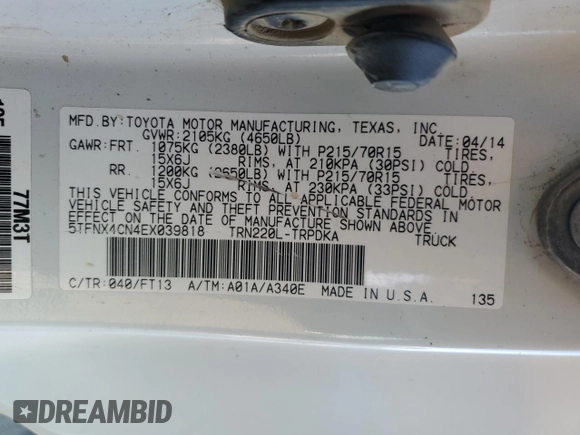 MFD.BY:TOYOTA MOTOR MANUFACTURING, TEXAS, INC.
GVWR:2105KG (4650LB) DATE:04/14
GAWR:FRT. 1075KG (2380LB) WITH P215/70R15 TIRES,
15X6J RIMS, AT 210KPA (30PSI) COLD
RR. 1200KG WITH P215/70R15 TIRES,
15X6J RIMS, AT 230KPA (33PSI) COLD
THIS VEHICLE CONFORMS TO ALL APPLICABLE FEDERAL MOTOR
VEHICLE SAFETY AND THEFT PREVENTION STANDARDS IN
EFFECT ON THE DATE OF MANUFACTURE SHOWN ABOVE.
5TFNX4CN4EX039818 TRN220L-TRPDKA TRUCK
C/TR:040/FT13 A/TM:A01A/A340E MADE IN U.S.A. 135
77M3T
DREAMBID